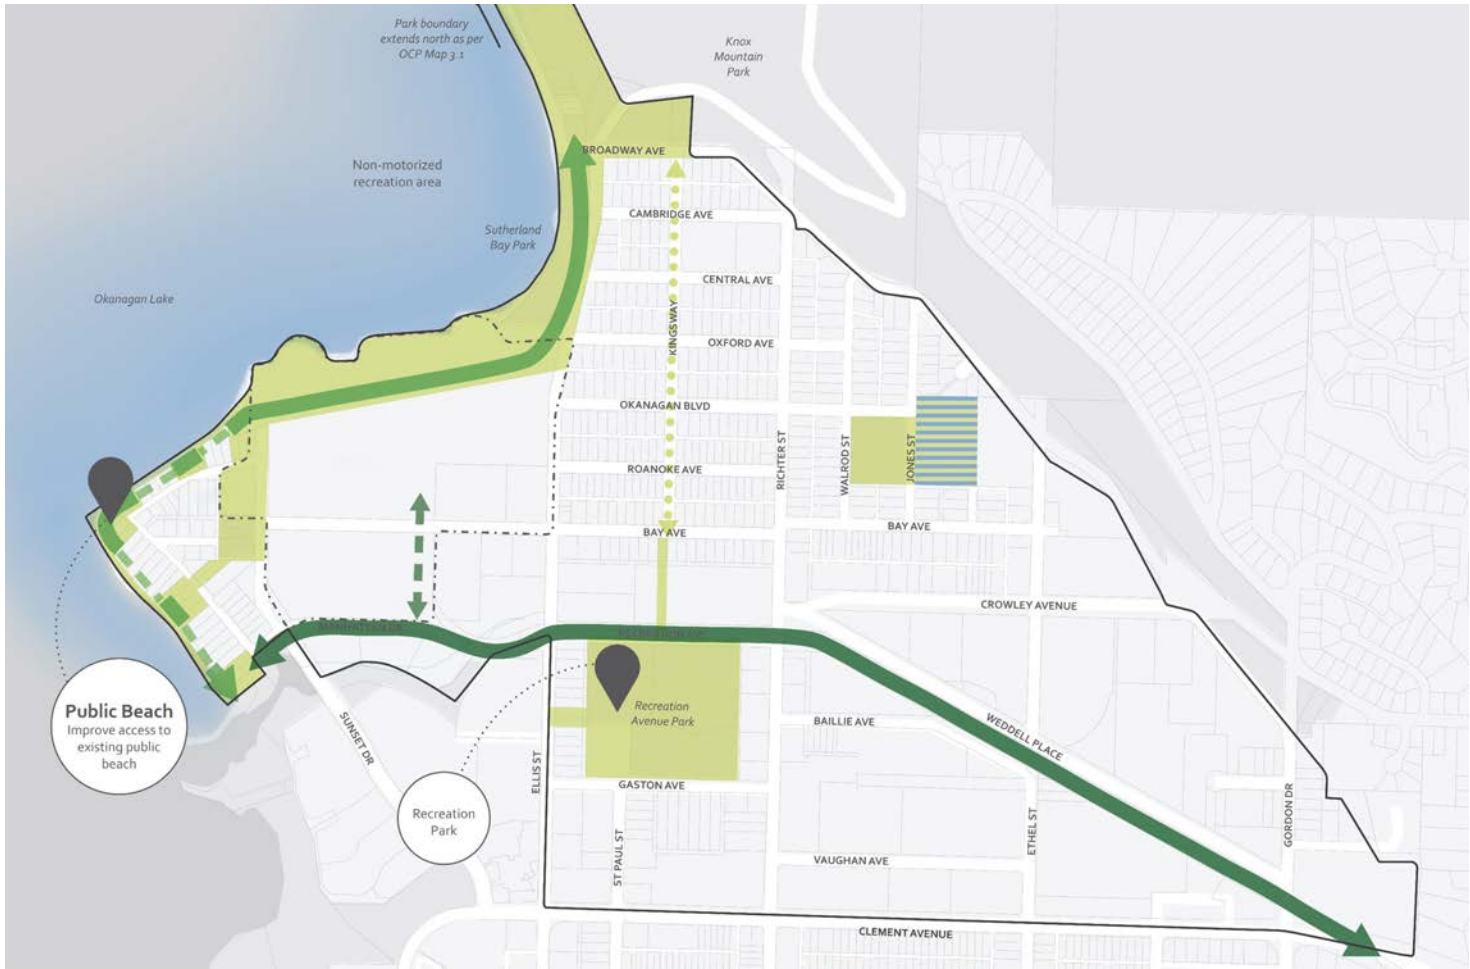 Park boundary
extends north as per
OCP Map 3.1
Knox
Mountain
Park
BROADWAY AVE
Non-motorized
recreation area
CAMBRIDGE AVE
Sutherland
Bay Park
CENTRAL AVE
Okanagan Lake
KINGSWAY
OXFORD AVE
OKANAGAN BLVD
RICHTER ST
WALROD ST
JONES ST
ROANOKE AVE
BAY AVE
BAY AVE
CROWLEY AVENUE
RECREATION AVE
Public Beach
Improve access to
existing public
beach
Recreation
Avenue Park
BAILLIE AVE
WEDDELL PLACE
SUNSET DR
ELLIS ST
GASTON AVE
Recreation
Park
ST PAUL ST
ETHEL ST
GORDON DR
VAUGHAN AVE
CLEMENT AVENUE